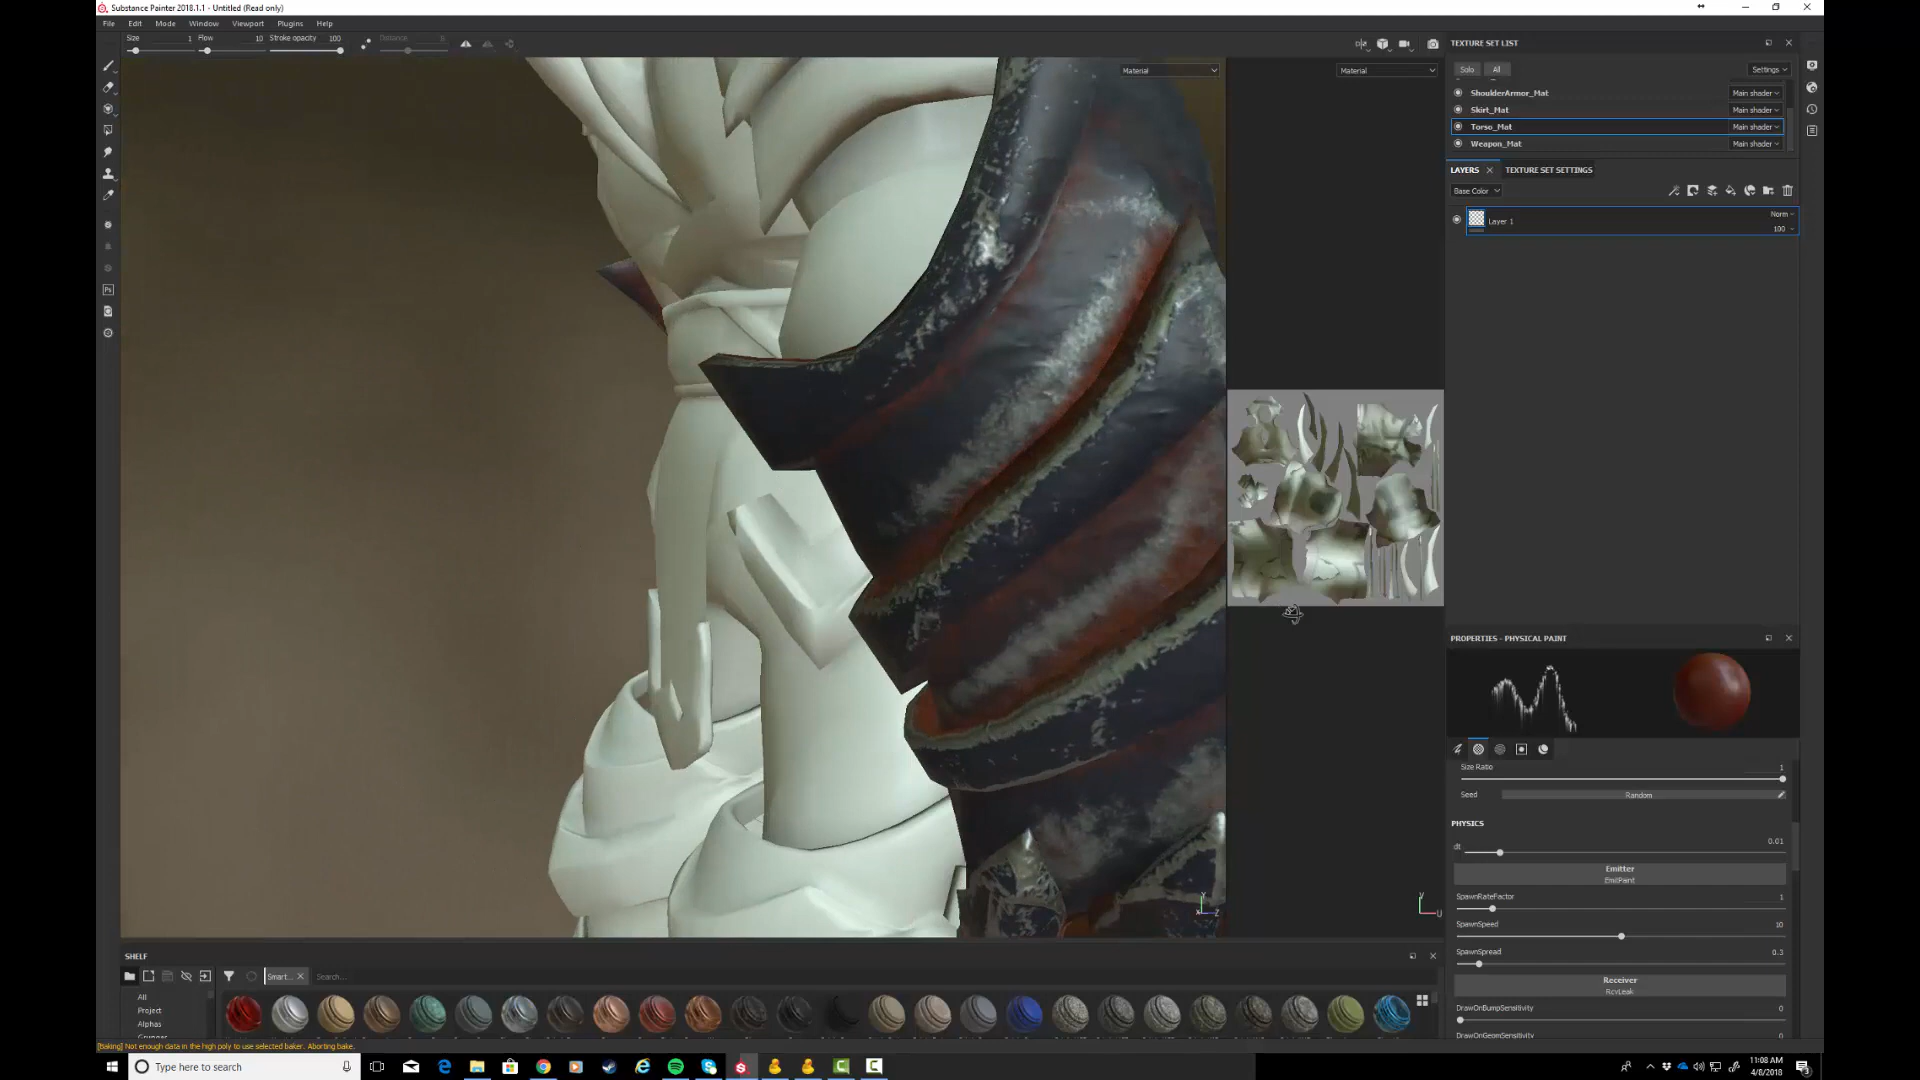 Substance Painter 2018.1.1 - Untitled (Read only)
File Edit Mode Window Viewport Plugins Help
Size 1 Flow 10 Stroke opacity 100 Distance
Material
Material
TEXTURE SET LIST
Solo All Settings
ShoulderArmor_Mat Main shader
Skirt_Mat Main shader
Torso_Mat Main shader
Weapon_Mat Main shader
LAYERS TEXTURE SET SETTINGS
Base Color
Layer 1 Norm
100
PROPERTIES - PHYSICAL PAINT
Size Ratio 1
Seed Random
PHYSICS
dt 0.01
Emitter
EmitPaint
SpawnRateFactor 1
SpawnSpeed 10
SpawnSpread 0.3
Receiver
RcvLeak
DrawOnBumpSensitivity 0
DrawOnGeomSensitivity
SHELF
Smart... Search...
All
Project
Alphas
Grunges
[Baking] Not enough data in the high poly to use selected baker. Aborting bake.
Type here to search
11:08 AM
4/8/2018